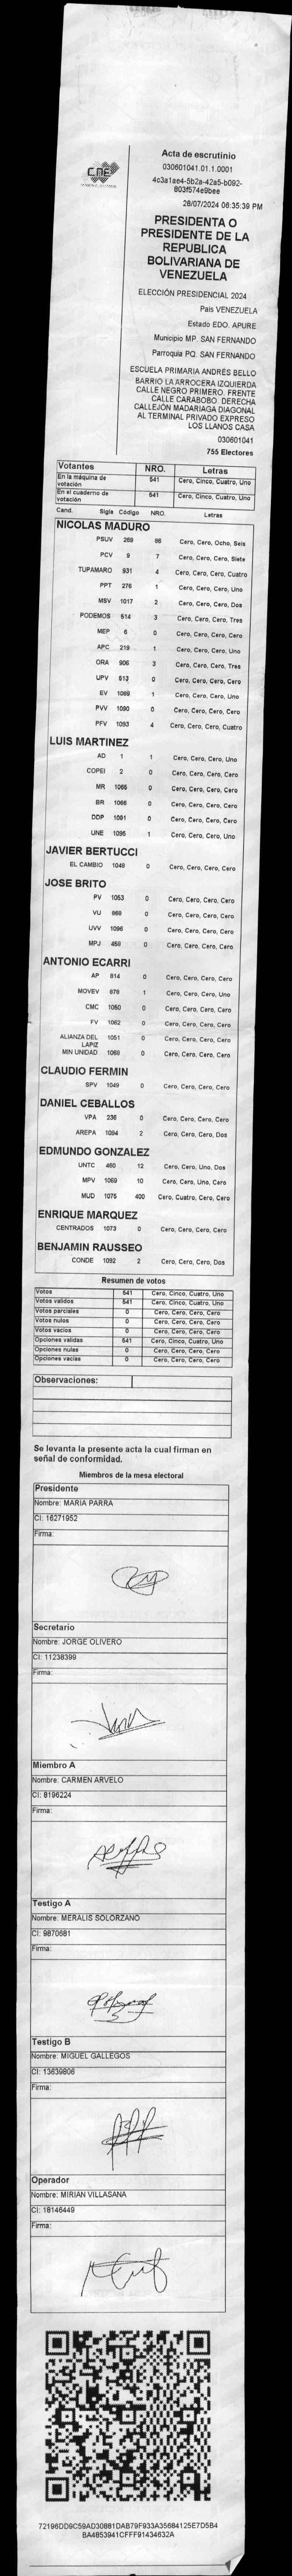 CNE
Acta de escrutinio
030601041.01.1.0001
4c3a1ae4-5b2a-42a5-b092-
803f574e9bee
28/07/2024 06:35:39 PM
PRESIDENTA O
PRESIDENTE DE LA
REPUBLICA
BOLIVARIANA DE
VENEZUELA
ELECCIÓN PRESIDENCIAL 2024
Pais VENEZUELA
Estado EDO. APURE
Municipio MP. SAN FERNANDO
Parroquia PQ. SAN FERNANDO
ESCUELA PRIMARIA ANDRÉS BELLO
BARRIO LA ARROCERA IZQUIERDA
CALLE NEGRO PRIMERO. FRENTE
CALLE CARABOBO. DERECHA
CALLEJÓN MADARIAGA DIAGONAL
AL TERMINAL PRIVADO EXPRESO
LOS LLANOS CASA
030601041
755 Electores
Votantes NRO. Letras
En la máquina de votación 541 Cero, Cinco, Cuatro, Uno
En el cuaderno de votación 541 Cero, Cinco, Cuatro, Uno
Cand. Sigla Código NRO. Letras
NICOLAS MADURO
PSUV 269 86 Cero, Cero, Ocho, Seis
PCV 9 7 Cero, Cero, Cero, Siete
TUPAMARO 931 4 Cero, Cero, Cero, Cuatro
PPT 276 1 Cero, Cero, Cero, Uno
MSV 1017 2 Cero, Cero, Cero, Dos
PODEMOS 514 3 Cero, Cero, Cero, Tres
MEP 6 0 Cero, Cero, Cero, Cero
APC 219 1 Cero, Cero, Cero, Uno
ORA 906 3 Cero, Cero, Cero, Tres
UPV 513 0 Cero, Cero, Cero, Cero
EV 1089 1 Cero, Cero, Cero, Uno
PVV 1090 0 Cero, Cero, Cero, Cero
PFV 1093 4 Cero, Cero, Cero, Cuatro
LUIS MARTINEZ
AD 1 1 Cero, Cero, Cero, Uno
COPEI 2 0 Cero, Cero, Cero, Cero
MR 1065 0 Cero, Cero, Cero, Cero
BR 1066 0 Cero, Cero, Cero, Cero
DDP 1091 0 Cero, Cero, Cero, Cero
UNE 1095 1 Cero, Cero, Cero, Uno
JAVIER BERTUCCI
EL CAMBIO 1048 0 Cero, Cero, Cero, Cero
JOSE BRITO
PV 1053 0 Cero, Cero, Cero, Cero
VU 868 0 Cero, Cero, Cero, Cero
UVV 1096 0 Cero, Cero, Cero, Cero
MPJ 459 0 Cero, Cero, Cero, Cero
ANTONIO ECARRI
AP 814 0 Cero, Cero, Cero, Cero
MOVEV 878 1 Cero, Cero, Cero, Uno
CMC 1050 0 Cero, Cero, Cero, Cero
FV 1062 0 Cero, Cero, Cero, Cero
ALIANZA DEL LAPIZ 1051 0 Cero, Cero, Cero, Cero
MIN UNIDAD 1088 0 Cero, Cero, Cero, Cero
CLAUDIO FERMIN
SPV 1049 0 Cero, Cero, Cero, Cero
DANIEL CEBALLOS
VPA 236 0 Cero, Cero, Cero, Cero
AREPA 1094 2 Cero, Cero, Cero, Dos
EDMUNDO GONZALEZ
UNTC 460 12 Cero, Cero, Uno, Dos
MPV 1069 10 Cero, Cero, Uno, Cero
MUD 1075 400 Cero, Cuatro, Cero, Cero
ENRIQUE MARQUEZ
CENTRADOS 1073 0 Cero, Cero, Cero, Cero
BENJAMIN RAUSSEO
CONDE 1092 2 Cero, Cero, Cero, Dos
Resumen de votos
Votos 541 Cero, Cinco, Cuatro, Uno
Votos validos 541 Cero, Cinco, Cuatro, Uno
Votos parciales 0 Cero, Cero, Cero, Cero
Votos nulos 0 Cero, Cero, Cero, Cero
Votos vacios 0 Cero, Cero, Cero, Cero
Opciones validas 541 Cero, Cinco, Cuatro, Uno
Opciones nulas 0 Cero, Cero, Cero, Cero
Opciones vacias 0 Cero, Cero, Cero, Cero
Observaciones:
Se levanta la presente acta la cual firman en
señal de conformidad.
Miembros de la mesa electoral
Presidente
Nombre: MARIA PARRA
CI: 16271952
Firma:
Secretario
Nombre: JORGE OLIVERO
CI: 11238399
Firma:
Miembro A
Nombre: CARMEN ARVELO
CI: 8196224
Firma:
Testigo A
Nombre: MERALIS SOLORZANO
CI: 9870681
Firma:
Testigo B
Nombre: MIGUEL GALLEGOS
CI: 13639806
Firma:
Operador
Nombre: MIRIAN VILLASANA
CI: 18146449
Firma:
72196DD9C59AD30881DAB79F933A35684125E7D5B4
BA4853941CFFF91434632A